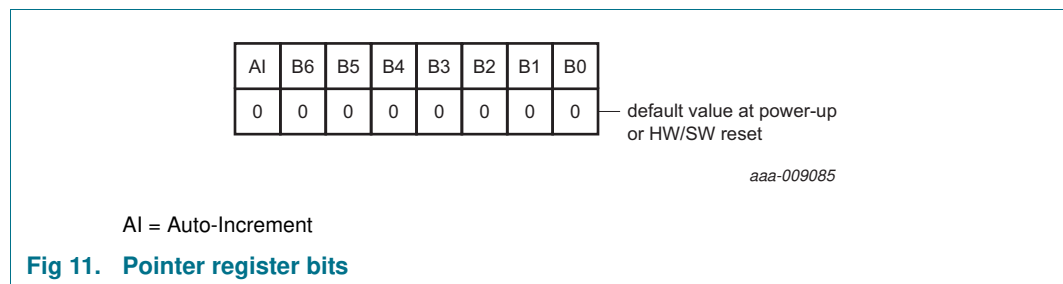 AI B6 B5 B4 B3 B2 B1 B0
0 0 0 0 0 0 0 0
default value at power-up
or HW/SW reset
aaa-009085
AI = Auto-Increment
Fig 11. Pointer register bits